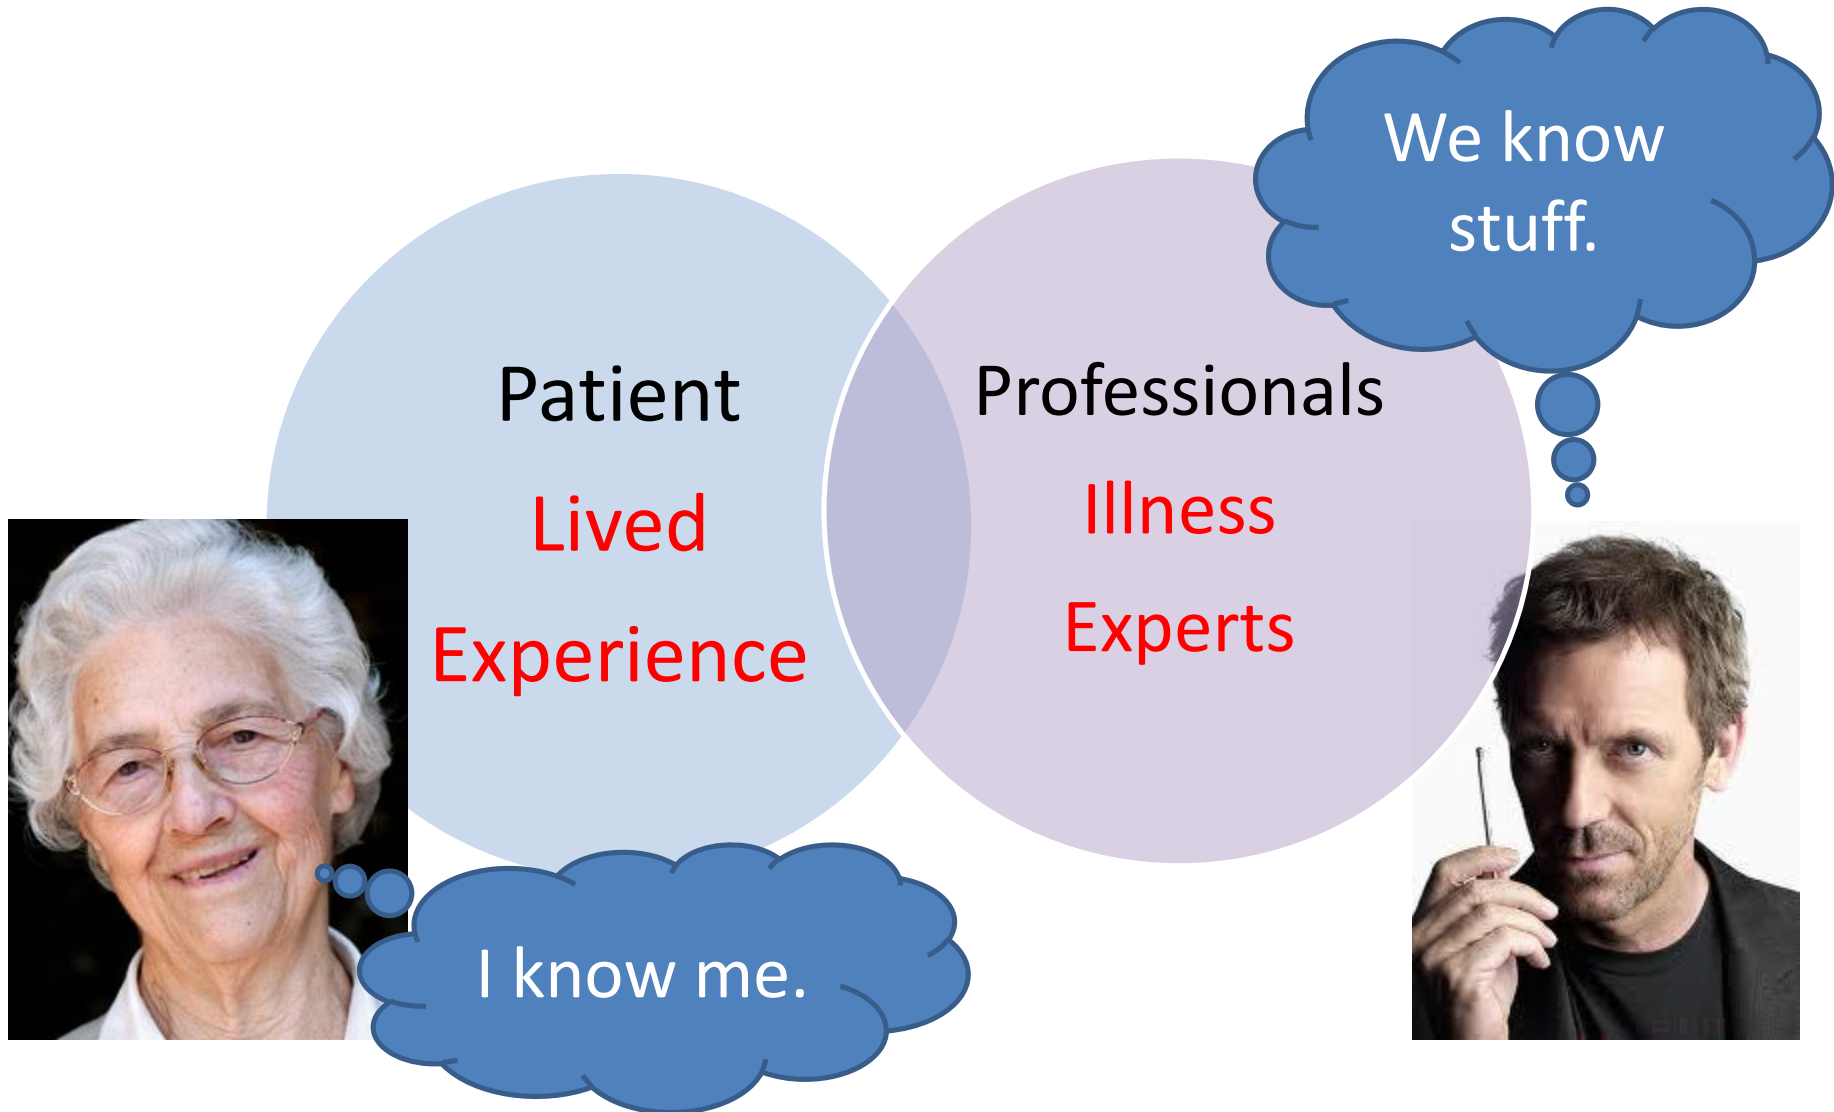 We know
stuff.
Patient
Lived
Experience
Professionals
Illness
Experts
I know me.